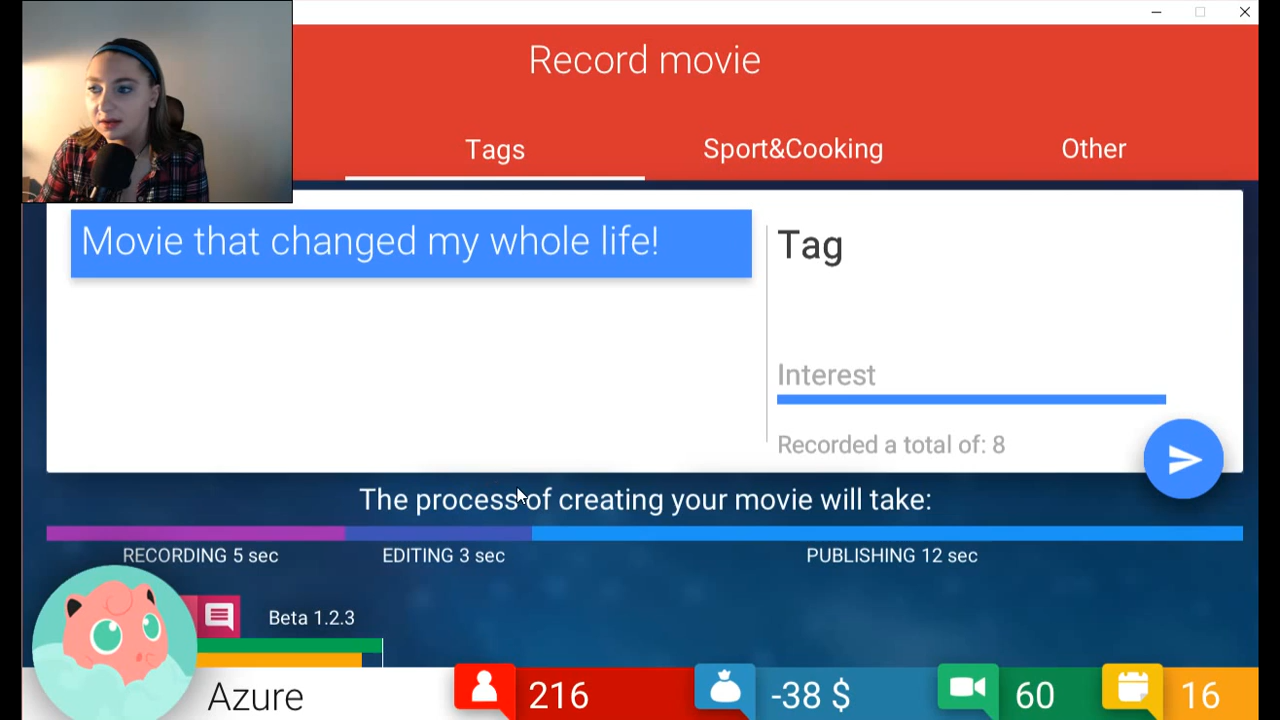 Record movie
Tags
Sport&Cooking
Other
Movie that changed my whole life!
Tag
Interest
Recorded a total of: 8
The process of creating your movie will take:
RECORDING 5 sec
EDITING 3 sec
PUBLISHING 12 sec
Beta 1.2.3
Azure
216
-38 $
60
16